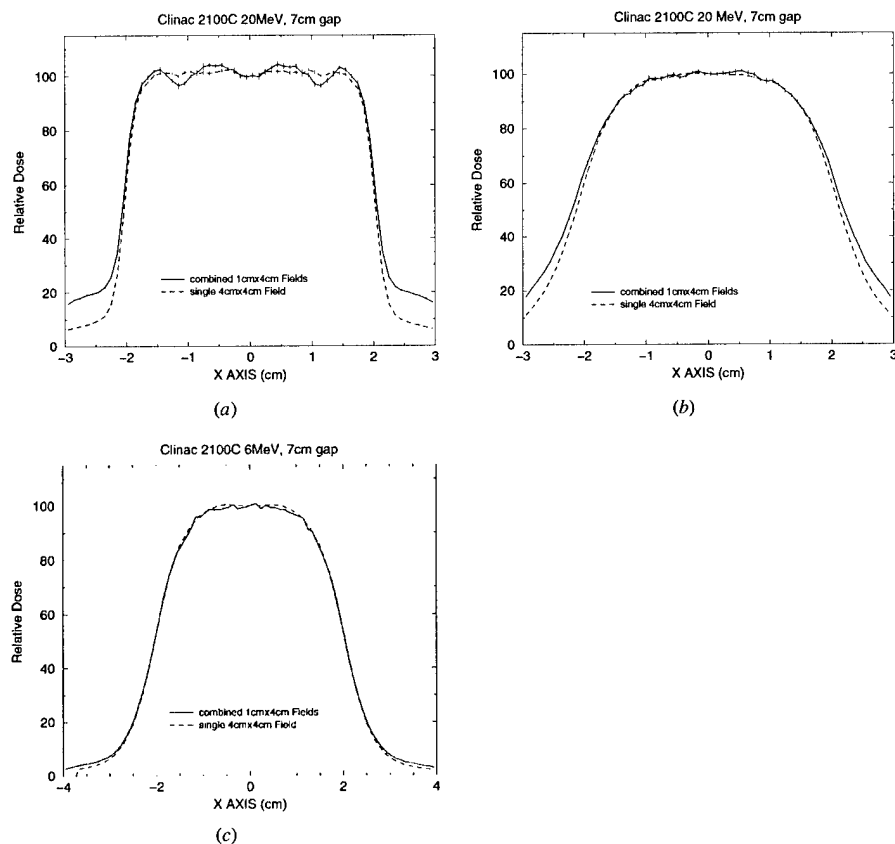 Clinac 2100C 20MeV, 7cm gap
Relative Dose
100
80
60
40
20
0
combined 1cmx4cm Fields
single 4cmx4cm Field
−3 −2 −1 0 1 2 3
X AXIS (cm)
(a)
Clinac 2100C 20 MeV, 7cm gap
Relative Dose
100
80
60
40
20
0
combined 1cmx4cm Fields
single 4cmx4cm Field
−3 −2 −1 0 1 2 3
X AXIS (cm)
(b)
Clinac 2100C 6MeV, 7cm gap
Relative Dose
100
80
60
40
20
0
combined 1cmx4cm Fields
single 4cmx4cm Field
−4 −2 0 2 4
X AXIS (cm)
(c)